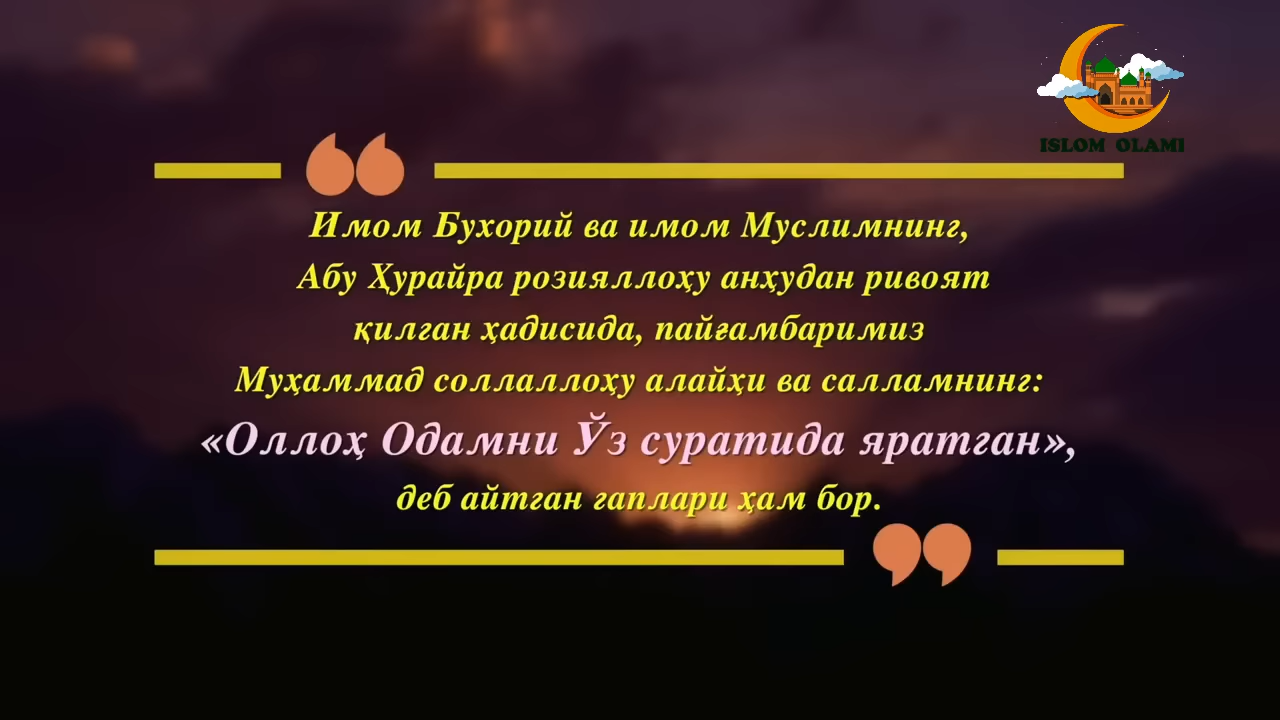 ISLOM OLAMI
Имом Бухорий ва имом Муслимнинг,
Абу Ҳурайра розияллоҳу анҳудан ривоят
қилган ҳадисида, пайғамбаримиз
Муҳаммад соллаллоҳу алайҳи ва салламнинг:
«Оллоҳ Одамни Ўз суратида яратган»,
деб айтган гаплари ҳам бор.